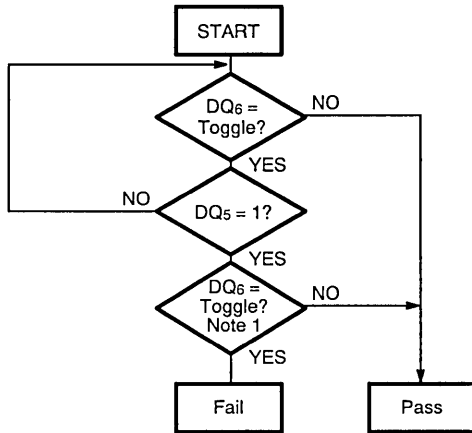 START
DQ6 =
Toggle?
NO
YES
NO
DQ5 = 1?
YES
DQ6 =
Toggle?
Note 1
NO
YES
Fail
Pass